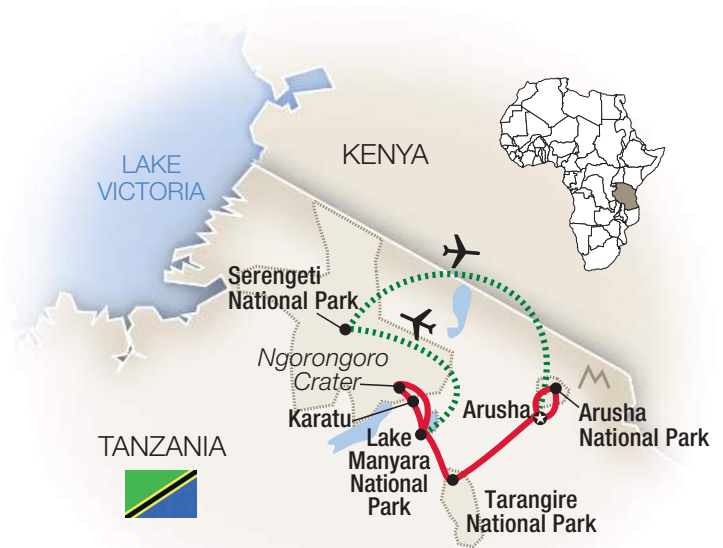 LAKE
VICTORIA
KENYA
Serengeti
National Park
Ngorongoro
Crater
Karatu
Arusha
Arusha
National Park
TANZANIA
Lake
Manyara
National
Park
Tarangire
National Park